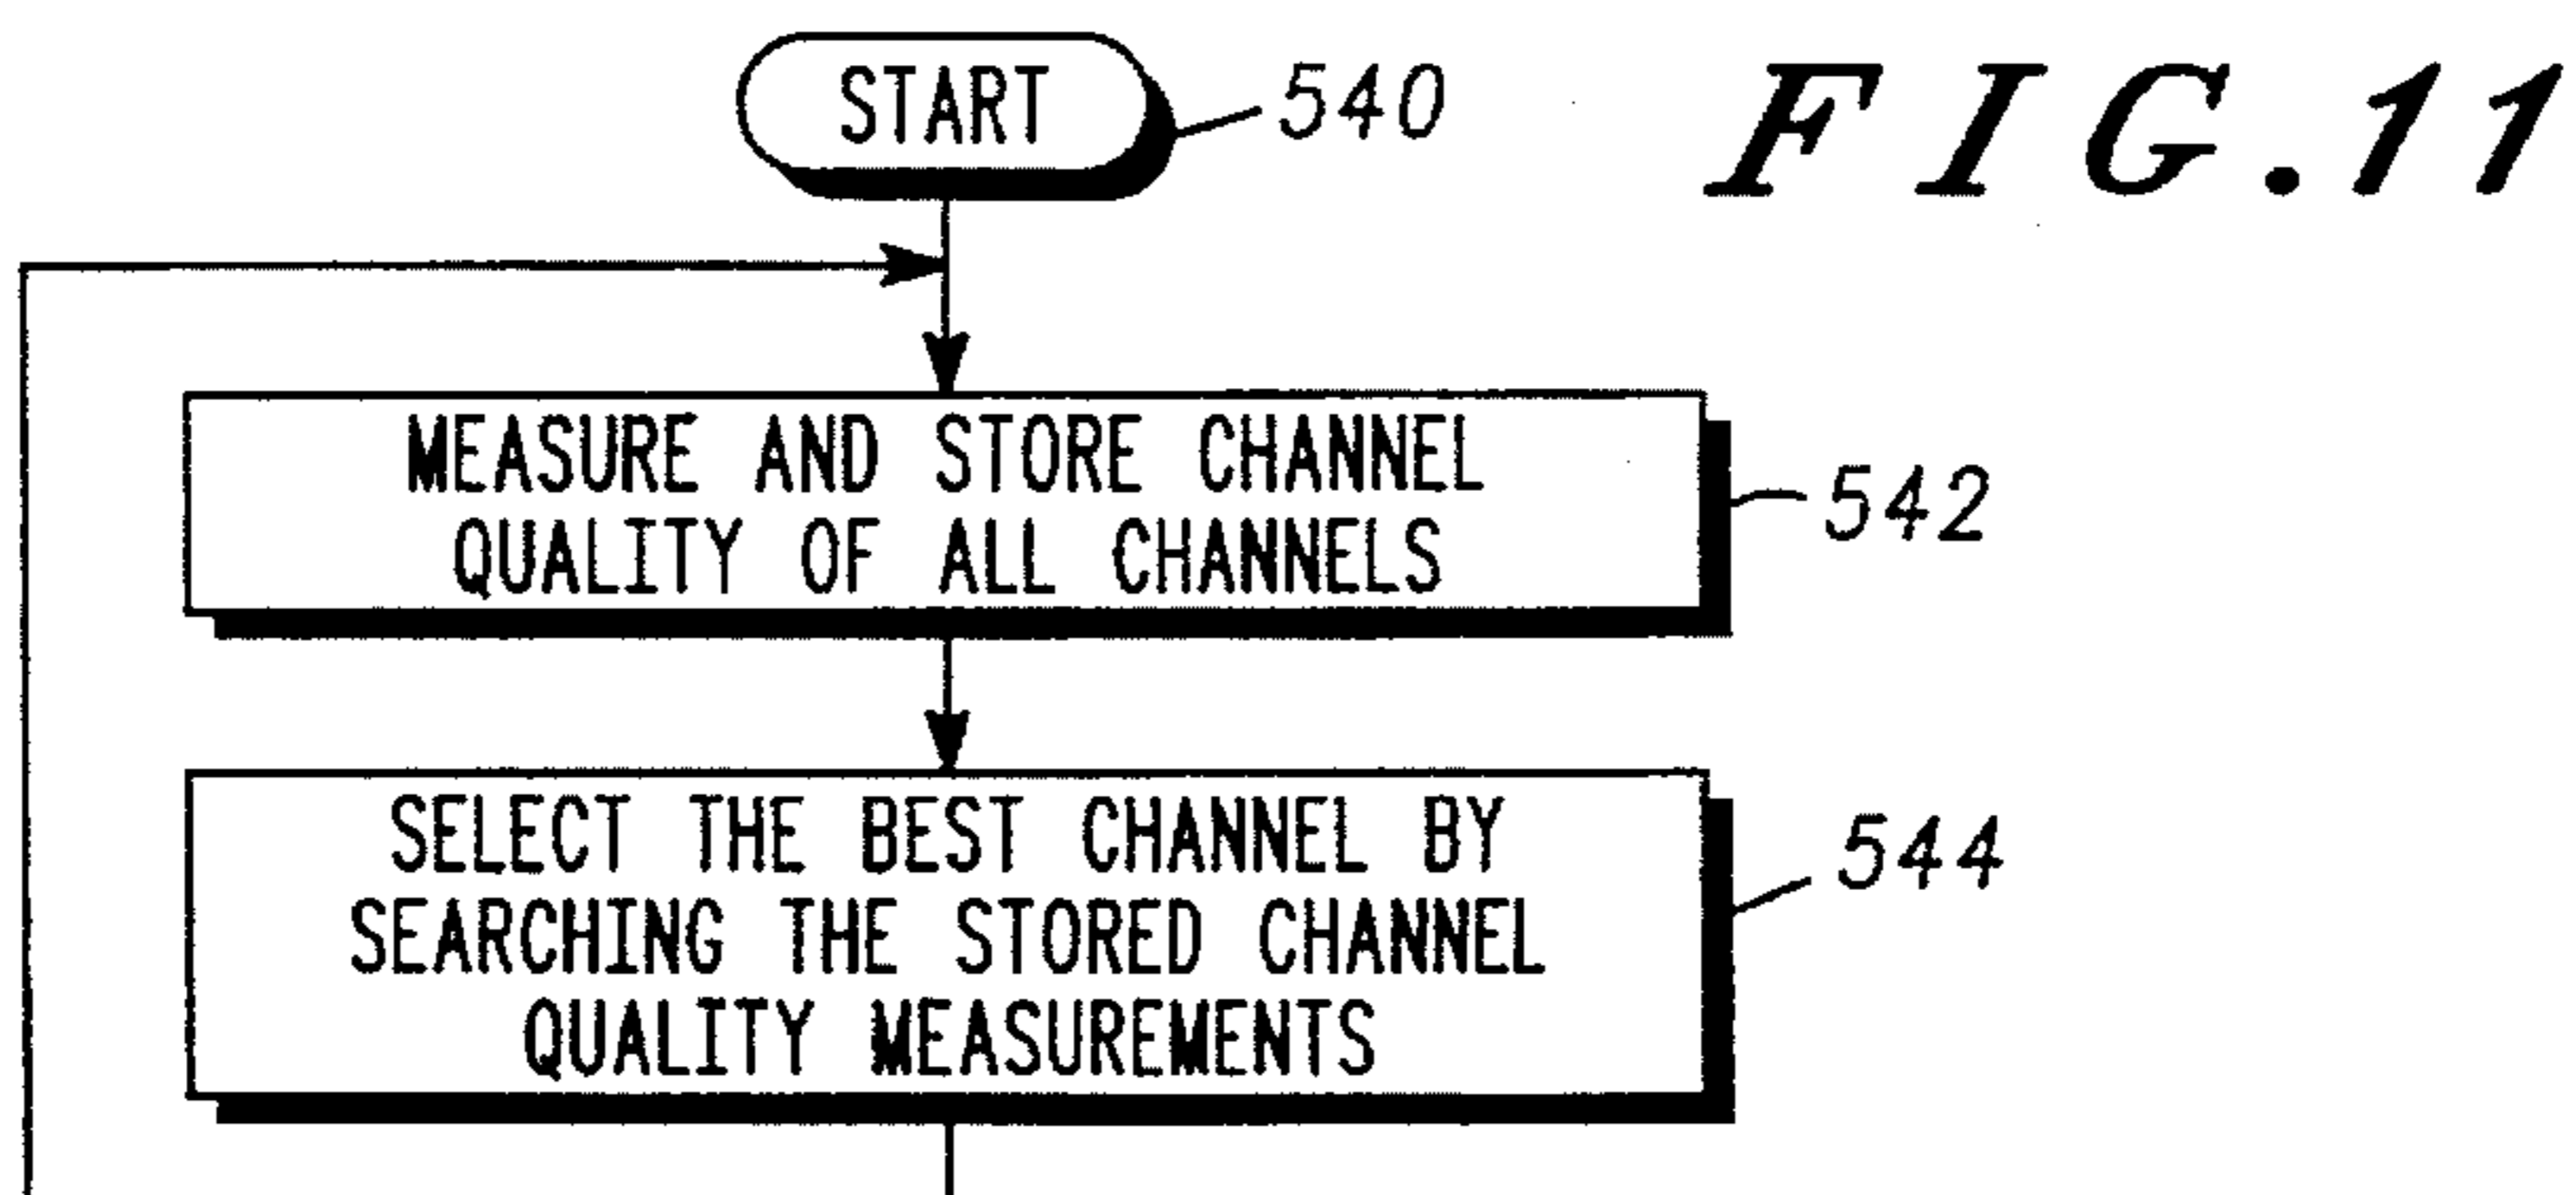 START
540
FIG.11
MEASURE AND STORE CHANNEL
QUALITY OF ALL CHANNELS
542
SELECT THE BEST CHANNEL BY
SEARCHING THE STORED CHANNEL
QUALITY MEASUREMENTS
544